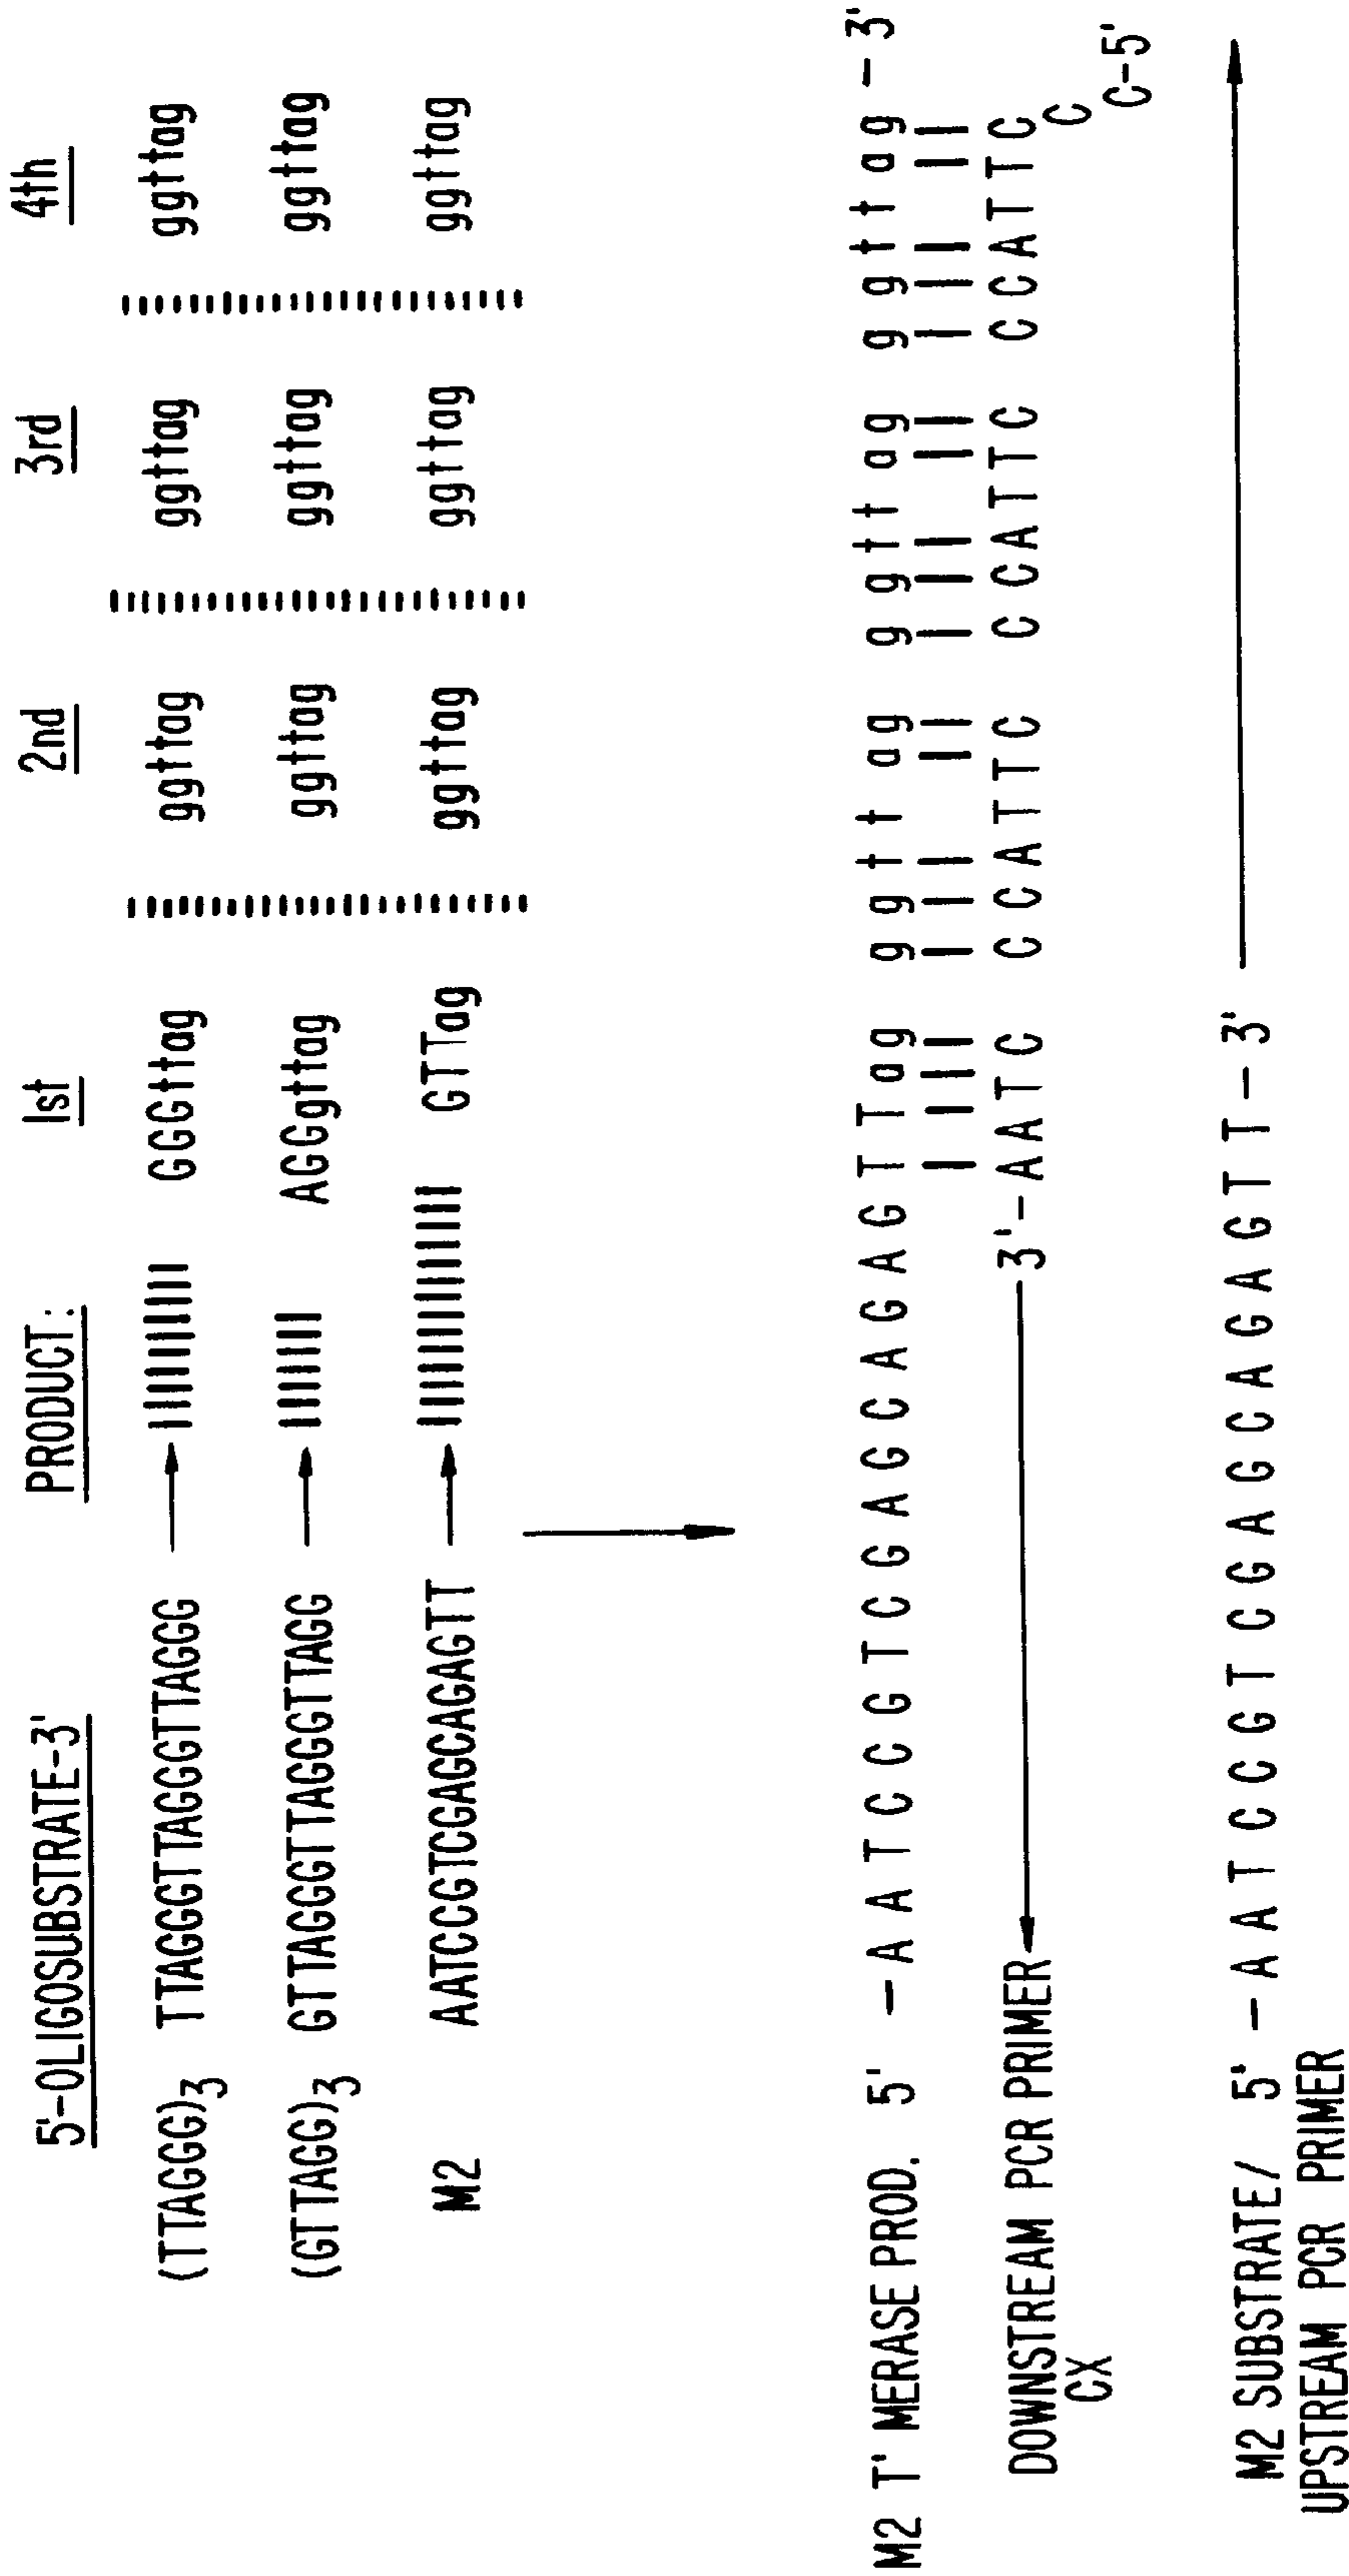 5'-OLIGOSUBSTRATE-3' PRODUCT: 1st 2nd 3rd 4th
(TTAGGG)3 TTAGGGTTAGGGTTAGGG GGGttag ggttag ggttag ggttag
(GTTAGG)3 GTTAGGGTTAGGGTTAGG AGGgttag ggttag ggttag ggttag
M2 AATCCGTCGAGCAGAGTT GTTag ggttag ggttag ggttag
M2 T'MERASE PROD. 5' -A A T C C G T C G A G C A G A G T T a g g g t t a g g g t t a g g g t t a g -3'
DOWNSTREAM PCR PRIMER 3'-A A T C C C A T T C C C A T T C C C A T T C C C-5'
CX
M2 SUBSTRATE/ 5' -A A T C C G T C G A G C A G A G T T -3'
UPSTREAM PCR PRIMER